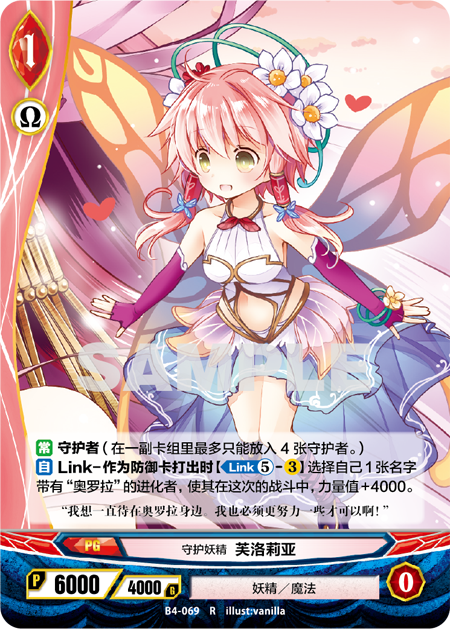 1
Ω
SAMPLE
常 守护者（在一副卡组里最多只能放入 4 张守护者。）
自 Link-作为防御卡打出时【Link⑤-③】选择自己1张名字
带有“奥罗拉”的进化者，使其在这次的战斗中，力量值+4000。
“我想一直待在奥罗拉身边，我也必须更努力一些才可以啊！”
PG 守护妖精 芙洛莉亚
P 6000 4000 G 妖精／魔法 0
B4-069 R illust:vanilla